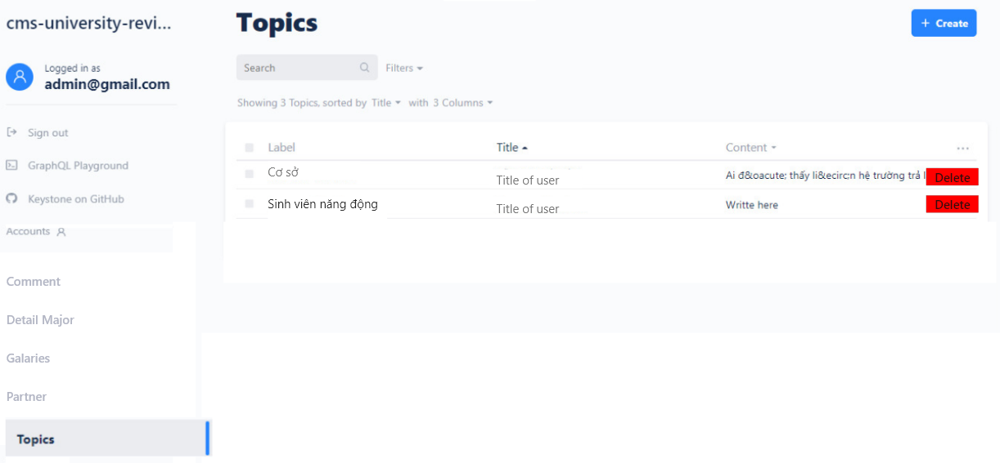 cms-university-revi...
Logged in as
admin@gmail.com
Sign out
GraphQL Playground
Keystone on GitHub
Accounts
Comment
Detail Major
Galaries
Partner
Topics
Topics
+ Create
Search
Filters
Showing 3 Topics, sorted by Title with 3 Columns
Label Title Content ...
Cơ sở Title of user Ai đ&oacute; thấy li&ecirc;n hệ trường trả l Delete
Sinh viên năng động Title of user Writte here Delete